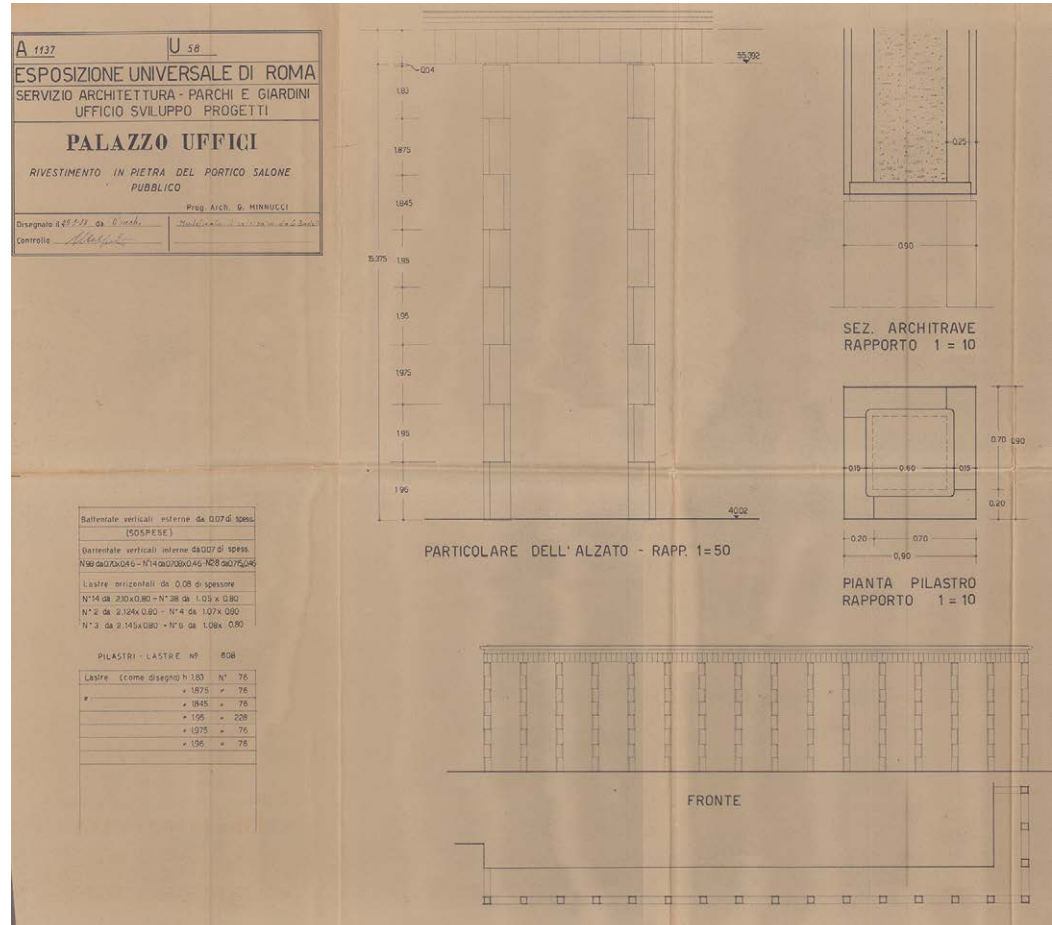 A 1137 U 58
ESPOSIZIONE UNIVERSALE DI ROMA
SERVIZIO ARCHITETTURA - PARCHI E GIARDINI
UFFICIO SVILUPPO PROGETTI
PALAZZO UFFICI
RIVESTIMENTO IN PIETRA DEL PORTICO SALONE
PUBBLICO
Prog. Arch. G. MINNUCCI
Disegnato il da
Controllo
0.04
55.392
1.83
1.875
1.845
15.375 1.95
1.95
1.975
1.95
1.96
40.02
PARTICOLARE DELL'ALZATO - RAPP. 1=50
0.25
0.90
SEZ. ARCHITRAVE
RAPPORTO 1 = 10
0.70 0.90
0.15 0.60 0.15
0.20
0.20 0.70
0,90
PIANTA PILASTRO
RAPPORTO 1 = 10
Battentate verticali esterne da 0.07 di spess.
(SOSPESE)
Battentate verticali interne da 0.07 di spess.
N°98 da 0.70x0.46 - N°14 da 0.708x0.46 - N°28 da 0.715x0.46
Lastre orrizontali da 0.08 di spessore
N°14 da 2.10x0.80 - N°38 da 1.05 x 0.80
N°2 da 2.124x0.80 - N°4 da 1.07x0.80
N°3 da 2.145x0.80 - N°6 da 1.08x 0.80
PILASTRI - LASTRE N° 608
Lastre (come disegno) h 1.83 N° 76
" " 1.875 " 76
" 1.845 " 76
" 1.95 " 228
" 1.975 " 76
" 1.96 " 76
FRONTE